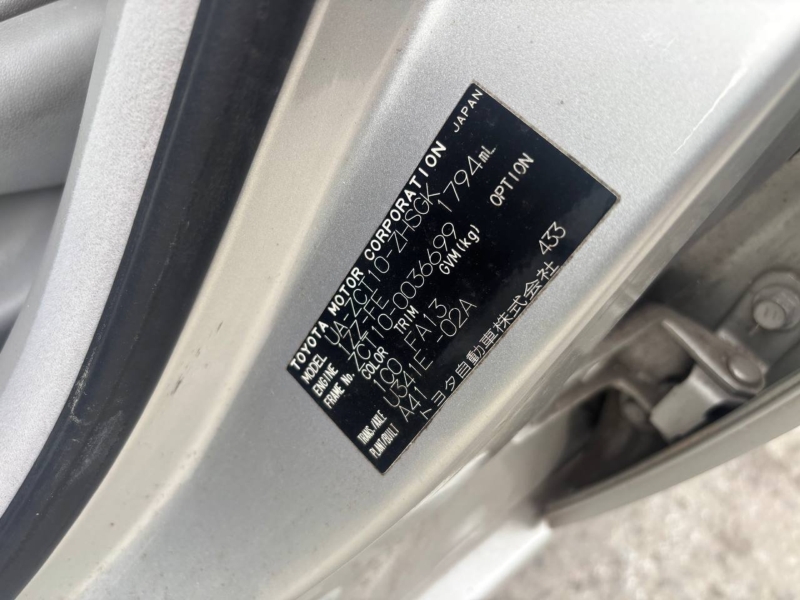 TOYOTA MOTOR CORPORATION JAPAN
MODEL UA-ZCT10-ZHSGK
ENGINE 1ZZ-FE 1794mL
FRAME No. ZCT10-0036699
COLOR TRIM GVM(kg) OPTION
1C0 FA13
TRANS./AXLE U341E -02A
PLANT/BUILT A41 433
トヨタ自動車株式会社